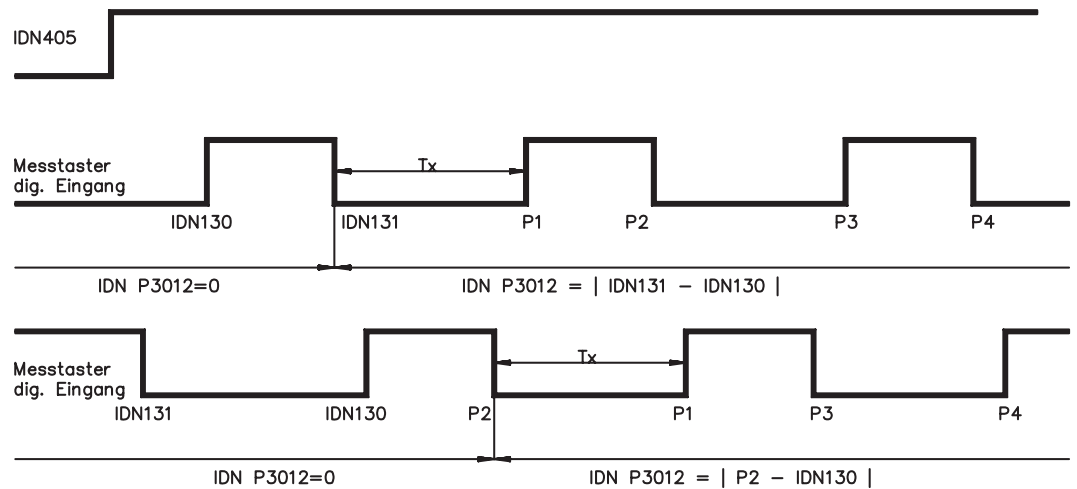 IDN405
Messtaster
dig. Eingang
Tx
IDN130 IDN131 P1 P2 P3 P4
IDN P3012=0 IDN P3012 = | IDN131 – IDN130 |
Messtaster
dig. Eingang
Tx
IDN131 IDN130 P2 P1 P3 P4
IDN P3012=0 IDN P3012 = | P2 – IDN130 |